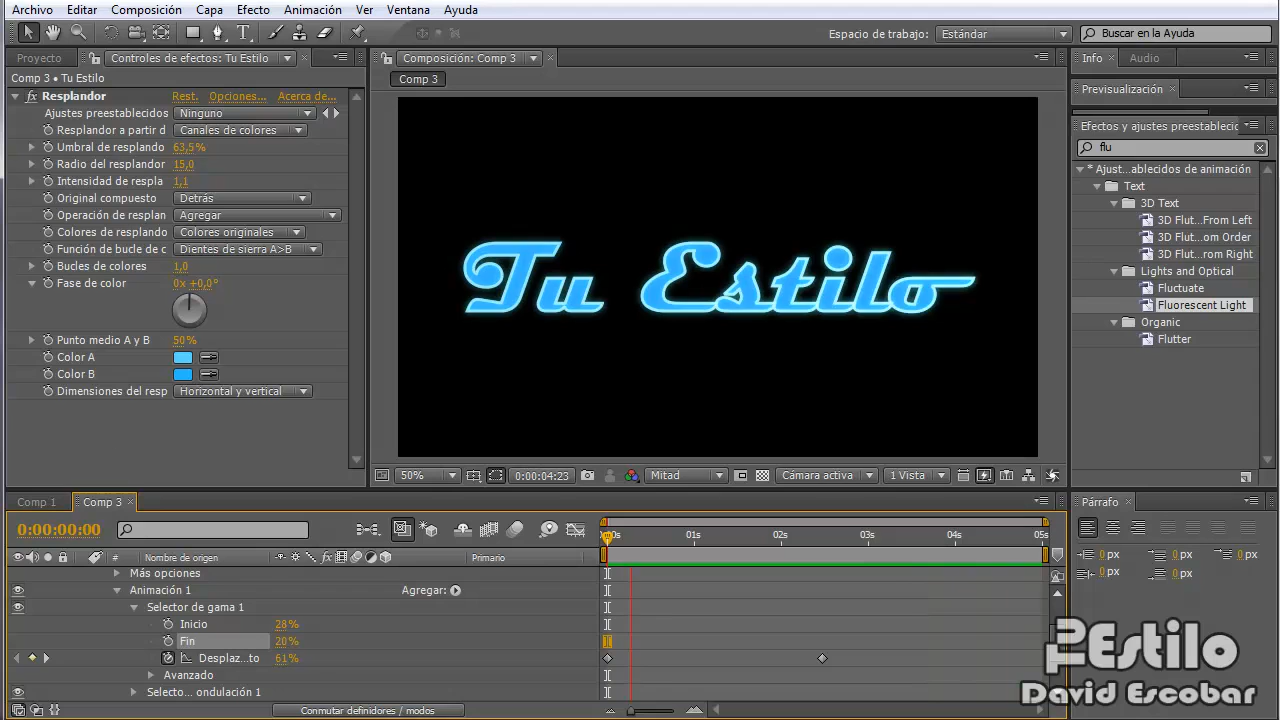 Archivo Editar Composición Capa Efecto Animación Ver Ventana Ayuda
Espacio de trabajo: Estándar Buscar en la Ayuda
Proyecto Controles de efectos: Tu Estilo
Composición: Comp 3
Info Audio
Comp 3 • Tu Estilo
Comp 3
Previsualización
Resplandor Rest. Opciones... Acerca de...
Ajustes preestablecidos Ninguno
Resplandor a partir d Canales de colores
Umbral de resplando 63,5%
Radio del resplandor 15,0
Intensidad de respla 1,1
Original compuesto Detrás
Operación de resplan Agregar
Colores de resplando Colores originales
Función de bucle de c Dientes de sierra A>B
Bucles de colores 1,0
Fase de color 0x +0,0°
Punto medio A y B 50%
Color A
Color B
Dimensiones del resp Horizontal y vertical
Tu Estilo
50% 0:00:04:23 Mitad Cámara activa 1 Vista
Efectos y ajustes preestablecic
flu
* Ajust...ablecidos de animación
Text
3D Text
3D Flut...From Left
3D Flut...om Order
3D Flut...rom Right
Lights and Optical
Fluctuate
Fluorescent Light
Organic
Flutter
Comp 1 Comp 3
0:00:00:00
# Nombre de origen Primario
00s 01s 02s 03s 04s 05s
Más opciones
Animación 1 Agregar:
Selector de gama 1
Inicio 28%
Fin 20%
Desplaz...to 61%
Avanzado
Selecto... ondulación 1
Conmutar definidores / modos
Párrafo
0 px 0 px 0 px
0 px 0 px
TU Estilo
David Escobar